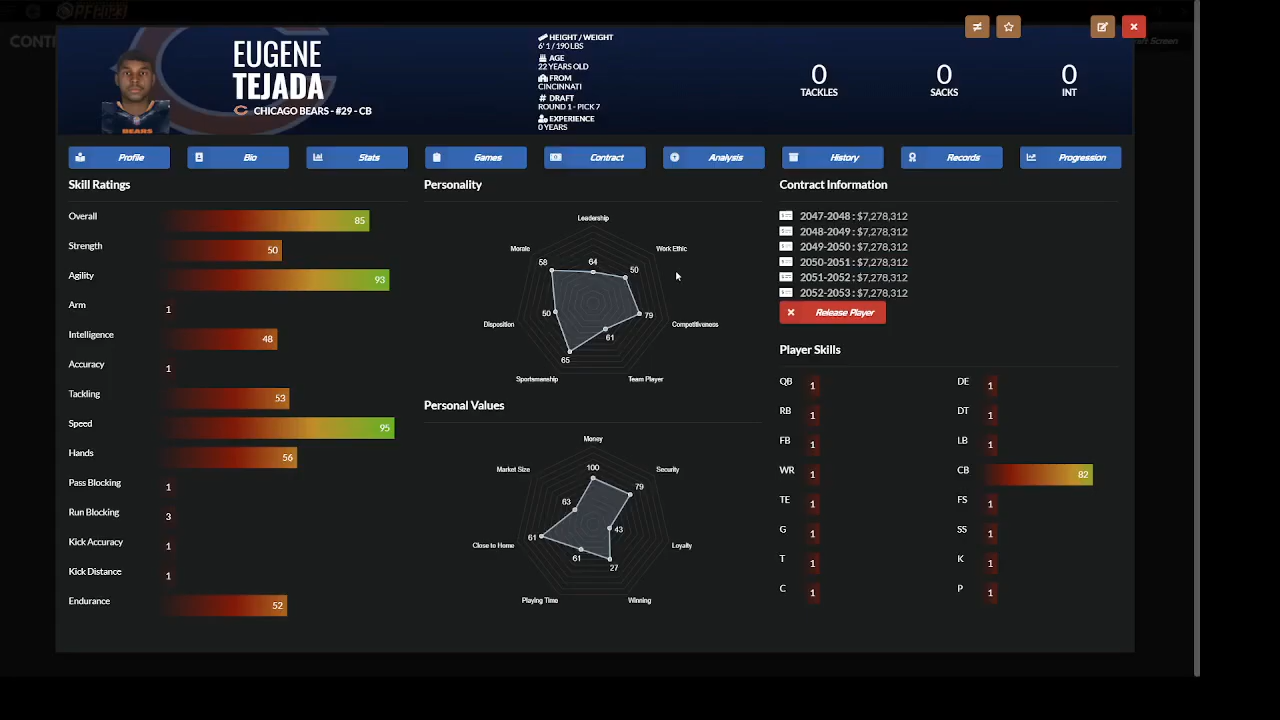 PF2023
EUGENE
TEJADA
CHICAGO BEARS - #29 - CB
BEARS
HEIGHT / WEIGHT
6' 1 / 190 LBS
AGE
22 YEARS OLD
FROM
CINCINNATI
DRAFT
ROUND 1 - PICK 7
EXPERIENCE
0 YEARS
0
TACKLES
0
SACKS
0
INT
Profile
Bio
Stats
Games
Contract
Analysis
History
Records
Progression
Skill Ratings
Overall 85
Strength 50
Agility 93
Arm 1
Intelligence 48
Accuracy 1
Tackling 53
Speed 95
Hands 56
Pass Blocking 1
Run Blocking 3
Kick Accuracy 1
Kick Distance 1
Endurance 52
Personality
Leadership
Morale
Work Ethic
58
64
50
Disposition
50
79
Competitiveness
61
65
Sportsmanship
Team Player
Personal Values
Money
Market Size
Security
100
79
63
43
Close to Home
61
61
27
Loyalty
Playing Time
Winning
Contract Information
2047-2048 : $7,278,312
2048-2049 : $7,278,312
2049-2050 : $7,278,312
2050-2051 : $7,278,312
2051-2052 : $7,278,312
2052-2053 : $7,278,312
Release Player
Player Skills
QB 1
DE 1
RB 1
DT 1
FB 1
LB 1
WR 1
CB 82
TE 1
FS 1
G 1
SS 1
T 1
K 1
C 1
P 1